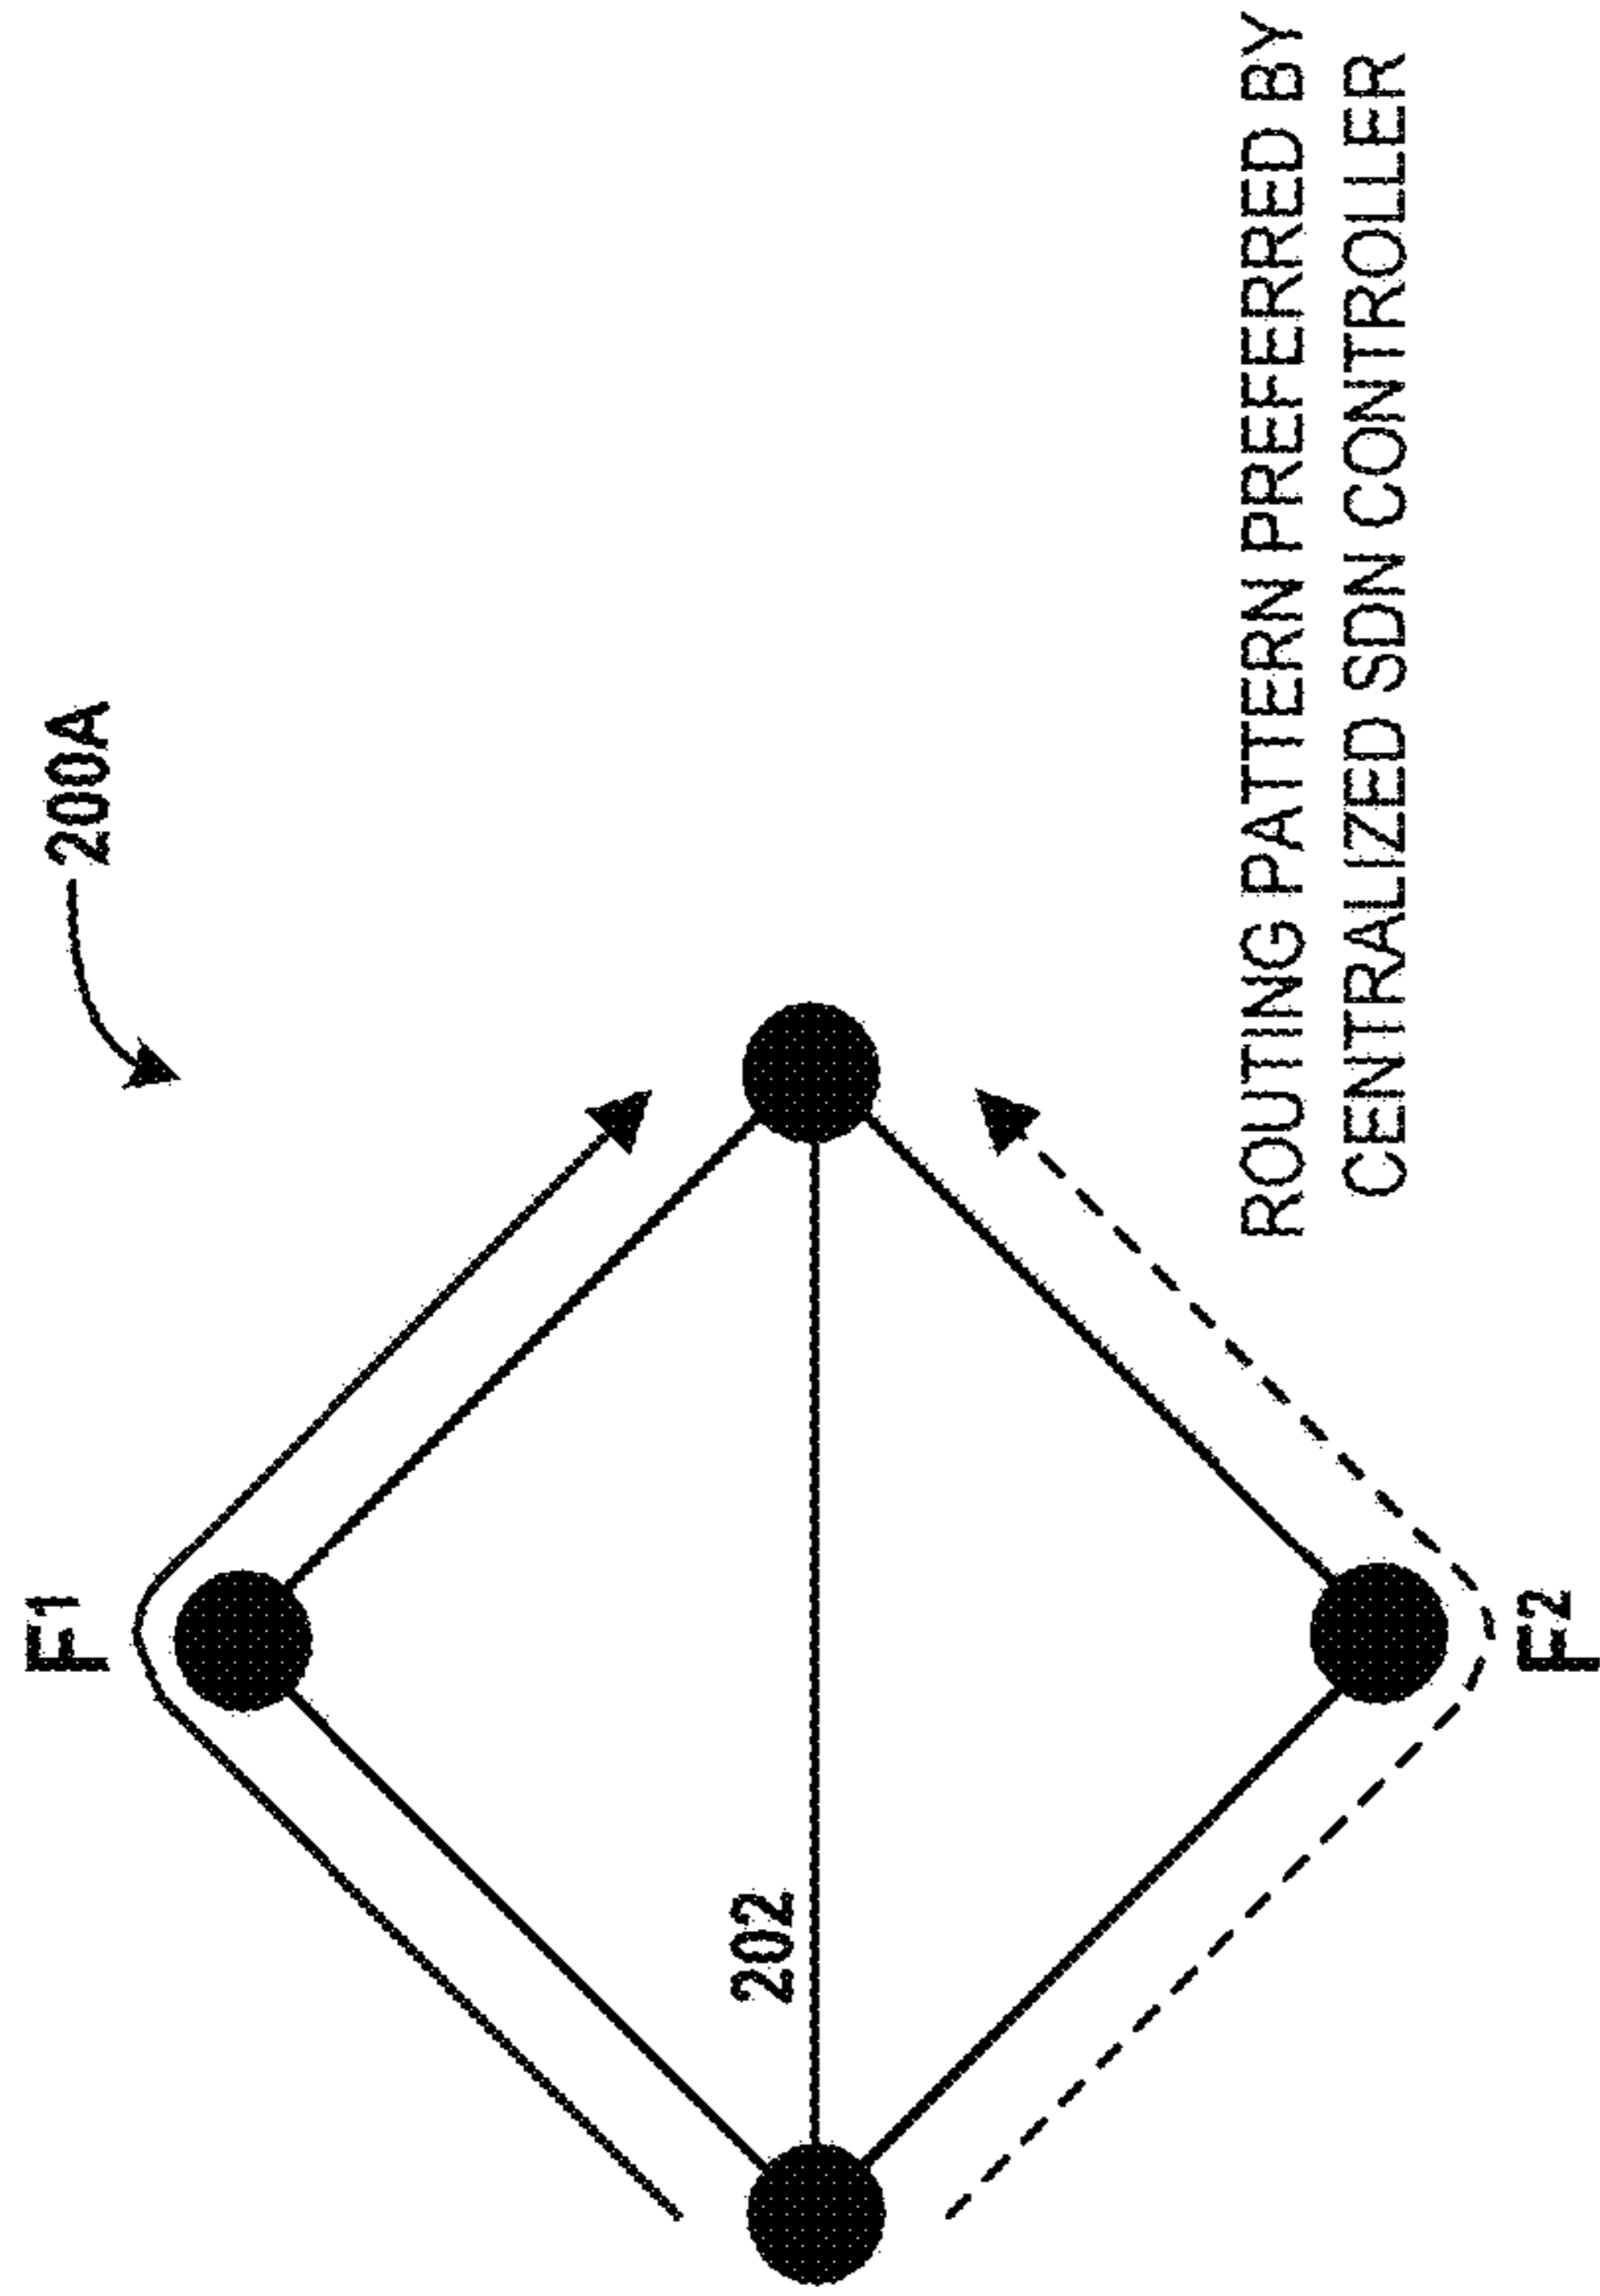 200A
F1
202
F2
ROUTING PATTERN PREFERRED BY
CENTRALIZED SDN CONTROLLER